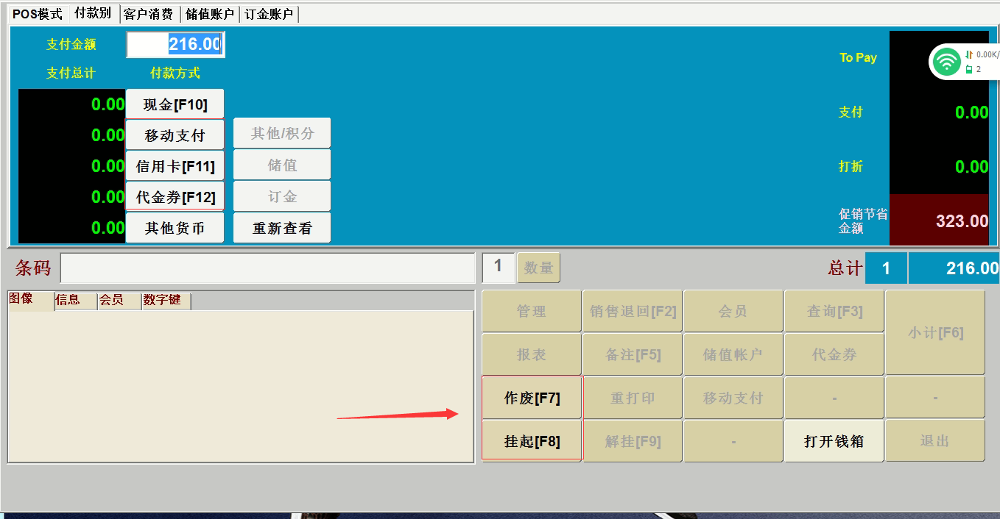 POS模式 付款别 客户消费 储值账户 订金账户
支付金额 216.00
To Pay
0.00K/
2
支付总计 付款方式
0.00 现金[F10]
支付 0.00
0.00 移动支付 其他/积分
0.00 信用卡[F11] 储值
打折 0.00
0.00 代金券[F12] 订金
0.00 其他货币 重新查看
促销节省
金额
323.00
条码 1 数量 总计 1 216.00
图像 信息 会员 数字键
管理 销售退回[F2] 会员 查询[F3] 小计[F6]
报表 备注[F5] 储值帐户 代金券
作废[F7] 重打印 移动支付 - -
挂起[F8] 解挂[F9] - 打开钱箱 退出